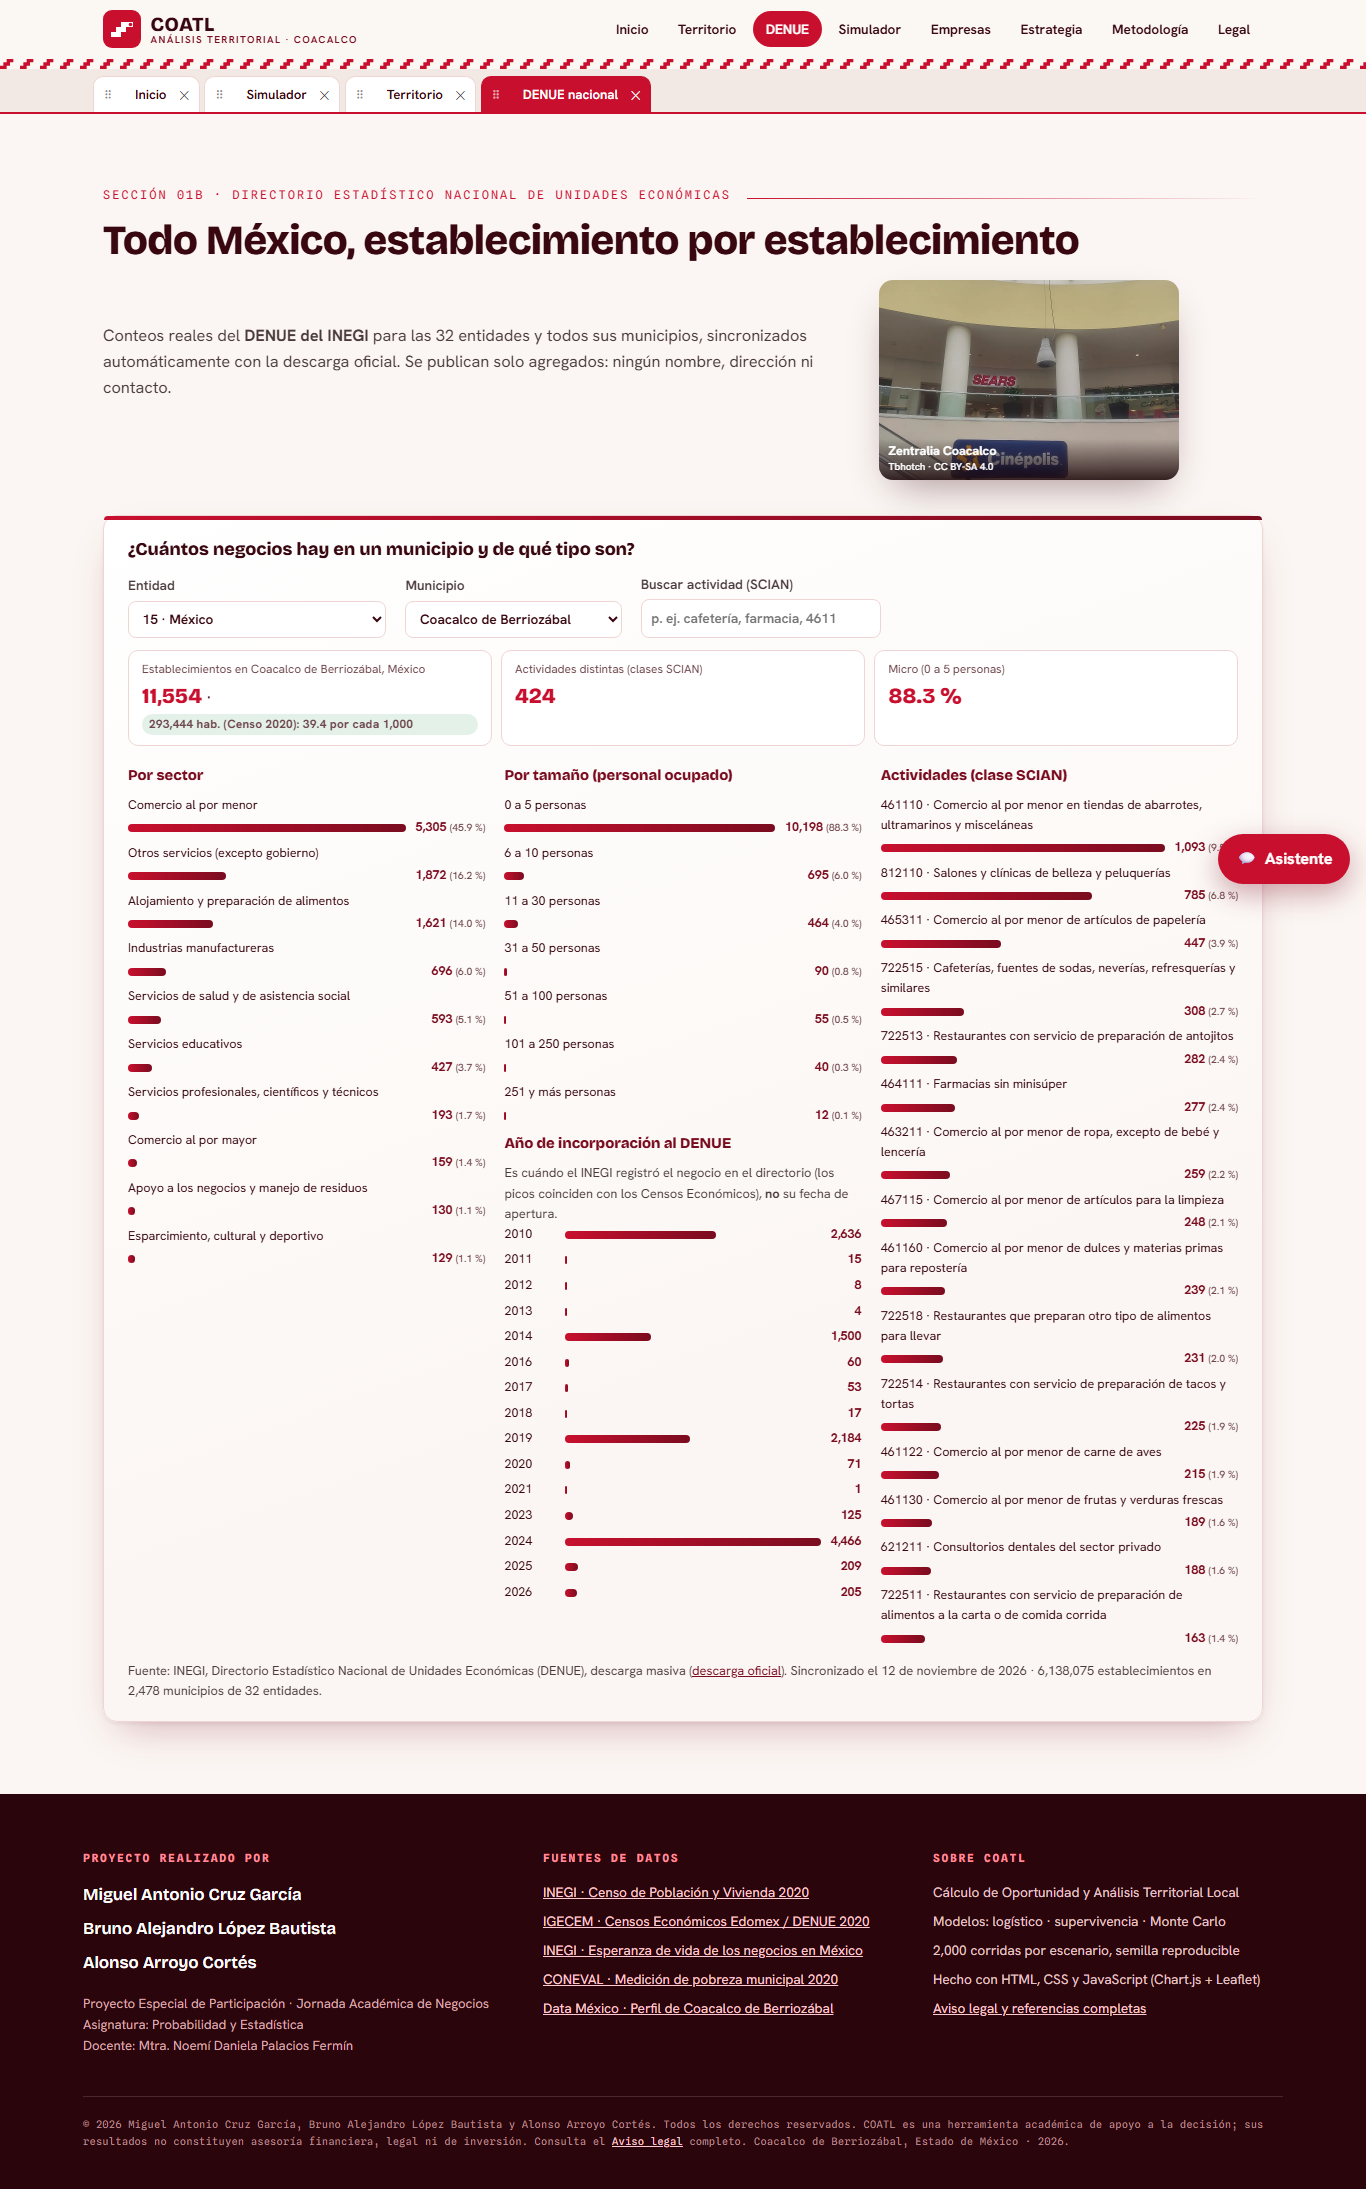 COATL
ANÁLISIS TERRITORIAL · COACALCO
Inicio
Territorio
DENUE
Simulador
Empresas
Estrategia
Metodología
Legal
Inicio
Simulador
Territorio
DENUE nacional
SECCIÓN 01B · DIRECTORIO ESTADÍSTICO NACIONAL DE UNIDADES ECONÓMICAS
Todo México, establecimiento por establecimiento
Conteos reales del DENUE del INEGI para las 32 entidades y todos sus municipios, sincronizados
automáticamente con la descarga oficial. Se publican solo agregados: ningún nombre, dirección ni
contacto.
SEARS
Cinépolis
Zentralia Coacalco
Tbhotch · CC BY-SA 4.0
¿Cuántos negocios hay en un municipio y de qué tipo son?
Entidad
15 · México
Municipio
Coacalco de Berriozábal
Buscar actividad (SCIAN)
p. ej. cafetería, farmacia, 4611
Establecimientos en Coacalco de Berriozábal, México
11,554 ·
293,444 hab. (Censo 2020): 39.4 por cada 1,000
Actividades distintas (clases SCIAN)
424
Micro (0 a 5 personas)
88.3 %
Por sector
Comercio al por menor
5,305 (45.9 %)
Otros servicios (excepto gobierno)
1,872 (16.2 %)
Alojamiento y preparación de alimentos
1,621 (14.0 %)
Industrias manufactureras
696 (6.0 %)
Servicios de salud y de asistencia social
593 (5.1 %)
Servicios educativos
427 (3.7 %)
Servicios profesionales, científicos y técnicos
193 (1.7 %)
Comercio al por mayor
159 (1.4 %)
Apoyo a los negocios y manejo de residuos
130 (1.1 %)
Esparcimiento, cultural y deportivo
129 (1.1 %)
Por tamaño (personal ocupado)
0 a 5 personas
10,198 (88.3 %)
6 a 10 personas
695 (6.0 %)
11 a 30 personas
464 (4.0 %)
31 a 50 personas
90 (0.8 %)
51 a 100 personas
55 (0.5 %)
101 a 250 personas
40 (0.3 %)
251 y más personas
12 (0.1 %)
Año de incorporación al DENUE
Es cuándo el INEGI registró el negocio en el directorio (los
picos coinciden con los Censos Económicos), no su fecha de
apertura.
2010 2,636
2011 15
2012 8
2013 4
2014 1,500
2016 60
2017 53
2018 17
2019 2,184
2020 71
2021 1
2023 125
2024 4,466
2025 209
2026 205
Actividades (clase SCIAN)
461110 · Comercio al por menor en tiendas de abarrotes,
ultramarinos y misceláneas
1,093
812110 · Salones y clínicas de belleza y peluquerías
785 (6.8 %)
465311 · Comercio al por menor de artículos de papelería
447 (3.9 %)
722515 · Cafeterías, fuentes de sodas, neverías, refresquerías y
similares
308 (2.7 %)
722513 · Restaurantes con servicio de preparación de antojitos
282 (2.4 %)
464111 · Farmacias sin minisúper
277 (2.4 %)
463211 · Comercio al por menor de ropa, excepto de bebé y
lencería
259 (2.2 %)
467115 · Comercio al por menor de artículos para la limpieza
248 (2.1 %)
461160 · Comercio al por menor de dulces y materias primas
para repostería
239 (2.1 %)
722518 · Restaurantes que preparan otro tipo de alimentos
para llevar
231 (2.0 %)
722514 · Restaurantes con servicio de preparación de tacos y
tortas
225 (1.9 %)
461122 · Comercio al por menor de carne de aves
215 (1.9 %)
461130 · Comercio al por menor de frutas y verduras frescas
189 (1.6 %)
621211 · Consultorios dentales del sector privado
188 (1.6 %)
722511 · Restaurantes con servicio de preparación de
alimentos a la carta o de comida corrida
163 (1.4 %)
Asistente
Fuente: INEGI, Directorio Estadístico Nacional de Unidades Económicas (DENUE), descarga masiva (descarga oficial). Sincronizado el 12 de noviembre de 2026 · 6,138,075 establecimientos en
2,478 municipios de 32 entidades.
PROYECTO REALIZADO POR
Miguel Antonio Cruz García
Bruno Alejandro López Bautista
Alonso Arroyo Cortés
Proyecto Especial de Participación · Jornada Académica de Negocios
Asignatura: Probabilidad y Estadística
Docente: Mtra. Noemí Daniela Palacios Fermín
FUENTES DE DATOS
INEGI · Censo de Población y Vivienda 2020
IGECEM · Censos Económicos Edomex / DENUE 2020
INEGI · Esperanza de vida de los negocios en México
CONEVAL · Medición de pobreza municipal 2020
Data México · Perfil de Coacalco de Berriozábal
SOBRE COATL
Cálculo de Oportunidad y Análisis Territorial Local
Modelos: logístico · supervivencia · Monte Carlo
2,000 corridas por escenario, semilla reproducible
Hecho con HTML, CSS y JavaScript (Chart.js + Leaflet)
Aviso legal y referencias completas
© 2026 Miguel Antonio Cruz García, Bruno Alejandro López Bautista y Alonso Arroyo Cortés. Todos los derechos reservados. COATL es una herramienta académica de apoyo a la decisión; sus
resultados no constituyen asesoría financiera, legal ni de inversión. Consulta el Aviso legal completo. Coacalco de Berriozábal, Estado de México · 2026.